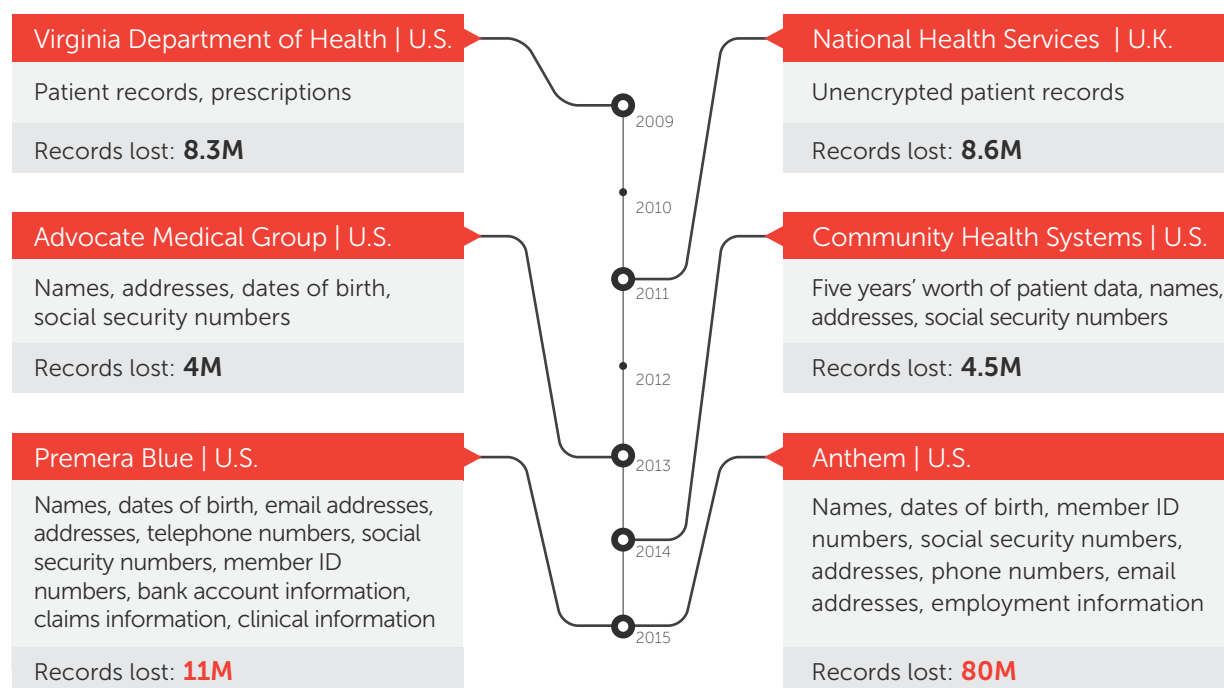 Virginia Department of Health | U.S.
Patient records, prescriptions
Records lost: 8.3M
National Health Services | U.K.
Unencrypted patient records
Records lost: 8.6M
Advocate Medical Group | U.S.
Names, addresses, dates of birth,
social security numbers
Records lost: 4M
Community Health Systems | U.S.
Five years’ worth of patient data, names,
addresses, social security numbers
Records lost: 4.5M
Premera Blue | U.S.
Names, dates of birth, email addresses,
addresses, telephone numbers, social
security numbers, member ID
numbers, bank account information,
claims information, clinical information
Records lost: 11M
Anthem | U.S.
Names, dates of birth, member ID
numbers, social security numbers,
addresses, phone numbers, email
addresses, employment information
Records lost: 80M
2009
2010
2011
2012
2013
2014
2015